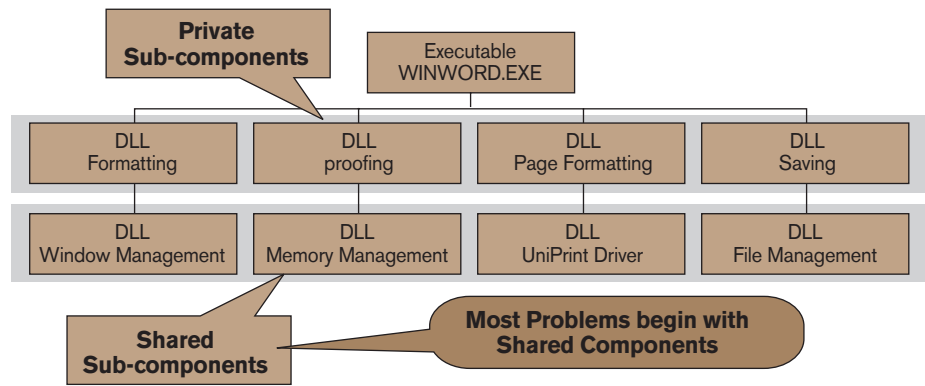 Private
Sub-components
Executable
WINWORD.EXE
DLL
Formatting
DLL
proofing
DLL
Page Formatting
DLL
Saving
DLL
Window Management
DLL
Memory Management
DLL
UniPrint Driver
DLL
File Management
Shared
Sub-components
Most Problems begin with
Shared Components